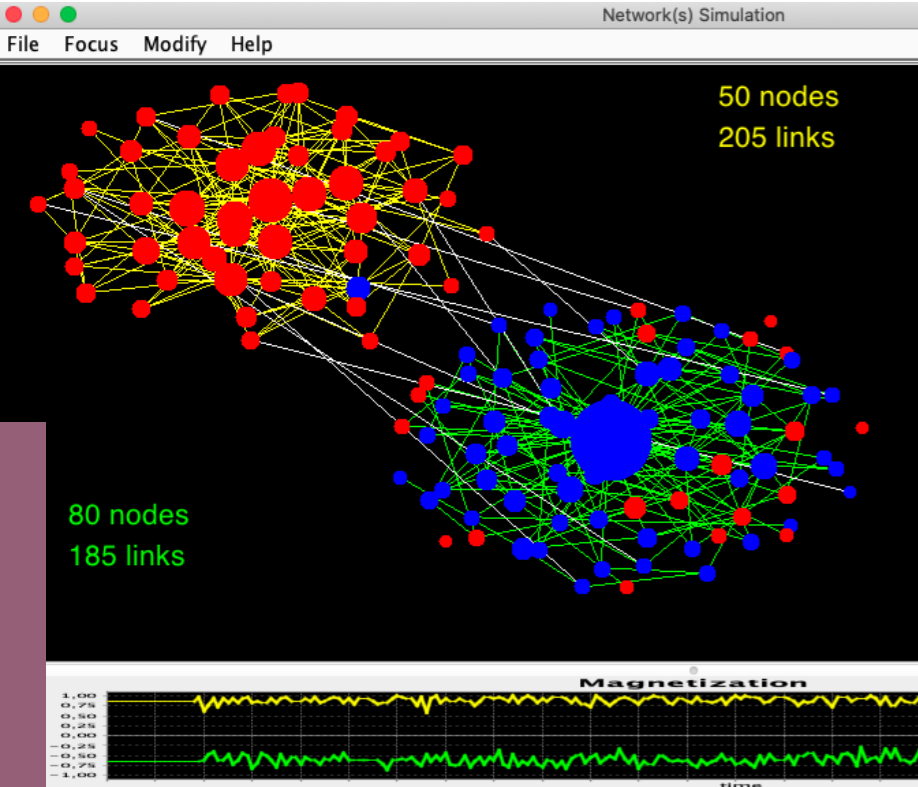 Network(s) Simulation
File Focus Modify Help
50 nodes
205 links
80 nodes
185 links
Magnetization
1,00
0,75
0,50
0,25
0,00
-0,25
-0,50
-0,75
-1,00
time